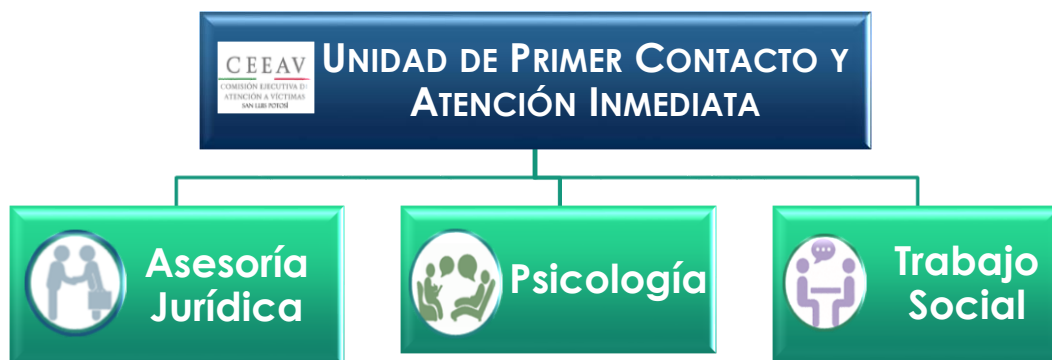 CEEAV
COMISIÓN EJECUTIVA DE
ATENCIÓN A VÍCTIMAS
SAN LUIS POTOSÍ
UNIDAD DE PRIMER CONTACTO Y
ATENCIÓN INMEDIATA
Asesoría
Jurídica
Psicología
Trabajo
Social